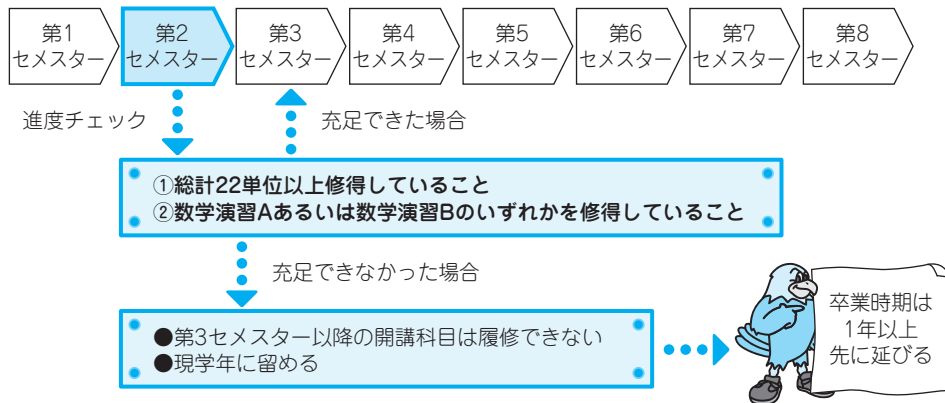 第1
セメスター
第2
セメスター
第3
セメスター
第4
セメスター
第5
セメスター
第6
セメスター
第7
セメスター
第8
セメスター
進度チェック
充足できた場合
①総計22単位以上修得していること
②数学演習Aあるいは数学演習Bのいずれかを修得していること
充足できなかった場合
●第3セメスター以降の開講科目は履修できない
●現学年に留める
卒業時期は
1年以上
先に延びる